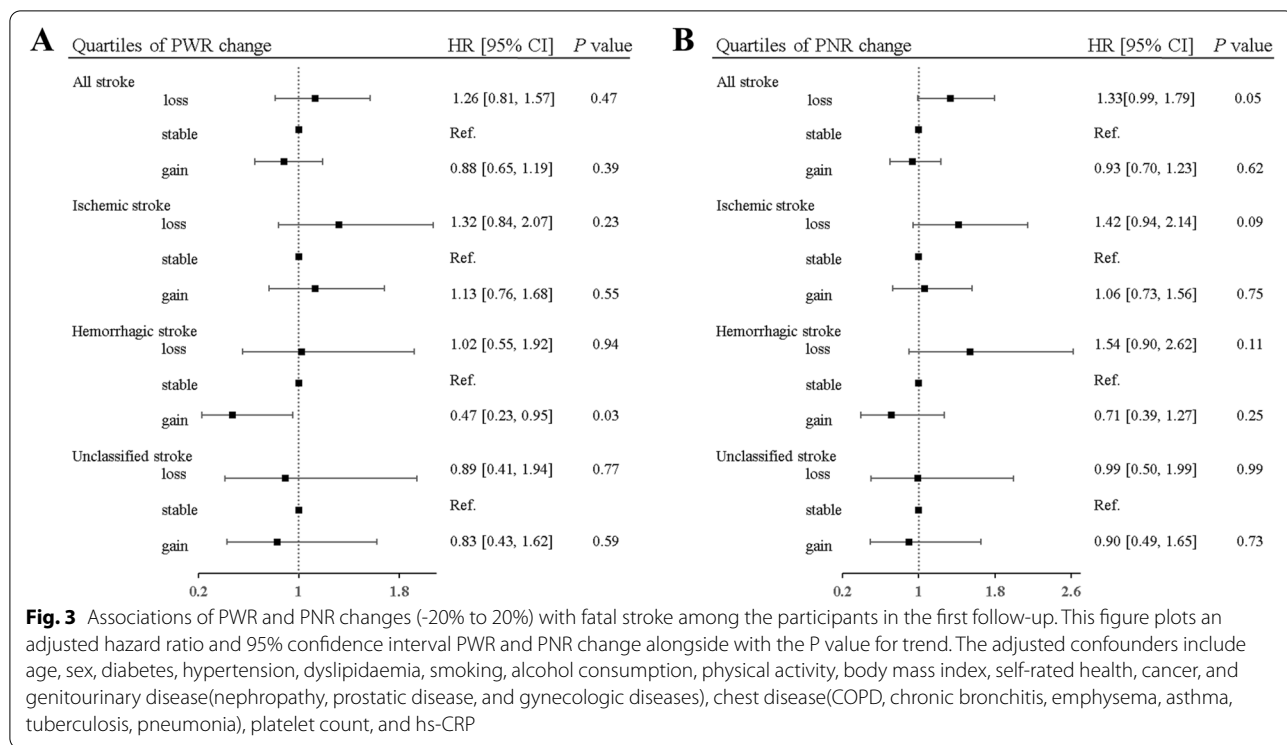 A B
Quartiles of PWR change HR [95% CI] P value Quartiles of PNR change HR [95% CI] P value
All stroke All stroke
loss 1.26 [0.81, 1.57] 0.47 loss 1.33[0.99, 1.79] 0.05
stable Ref. stable Ref.
gain 0.88 [0.65, 1.19] 0.39 gain 0.93 [0.70, 1.23] 0.62
Ischemic stroke Ischemic stroke
loss 1.32 [0.84, 2.07] 0.23 loss 1.42 [0.94, 2.14] 0.09
stable Ref. stable Ref.
gain 1.13 [0.76, 1.68] 0.55 gain 1.06 [0.73, 1.56] 0.75
Hemorrhagic stroke Hemorrhagic stroke
loss 1.02 [0.55, 1.92] 0.94 loss 1.54 [0.90, 2.62] 0.11
stable Ref. stable Ref.
gain 0.47 [0.23, 0.95] 0.03 gain 0.71 [0.39, 1.27] 0.25
Unclassified stroke Unclassified stroke
loss 0.89 [0.41, 1.94] 0.77 loss 0.99 [0.50, 1.99] 0.99
stable Ref. stable Ref.
gain 0.83 [0.43, 1.62] 0.59 gain 0.90 [0.49, 1.65] 0.73
0.2 1 1.8 0.2 1 1.8 2.6
Fig. 3 Associations of PWR and PNR changes (-20% to 20%) with fatal stroke among the participants in the first follow-up. This figure plots an
adjusted hazard ratio and 95% confidence interval PWR and PNR change alongside with the P value for trend. The adjusted confounders include
age, sex, diabetes, hypertension, dyslipidaemia, smoking, alcohol consumption, physical activity, body mass index, self-rated health, cancer, and
genitourinary disease(nephropathy, prostatic disease, and gynecologic diseases), chest disease(COPD, chronic bronchitis, emphysema, asthma,
tuberculosis, pneumonia), platelet count, and hs-CRP